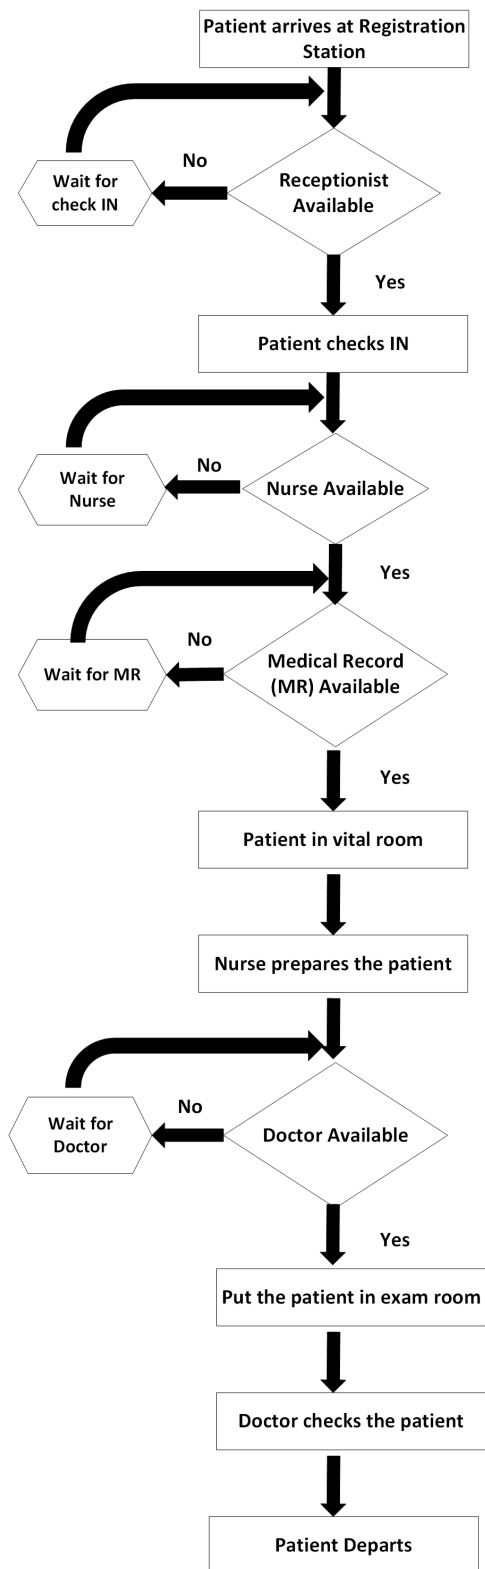 Patient arrives at Registration
Station
No
Wait for
check IN
Receptionist
Available
Yes
Patient checks IN
No
Wait for
Nurse
Nurse Available
Yes
No
Wait for MR
Medical Record
(MR) Available
Yes
Patient in vital room
Nurse prepares the patient
No
Wait for
Doctor
Doctor Available
Yes
Put the patient in exam room
Doctor checks the patient
Patient Departs